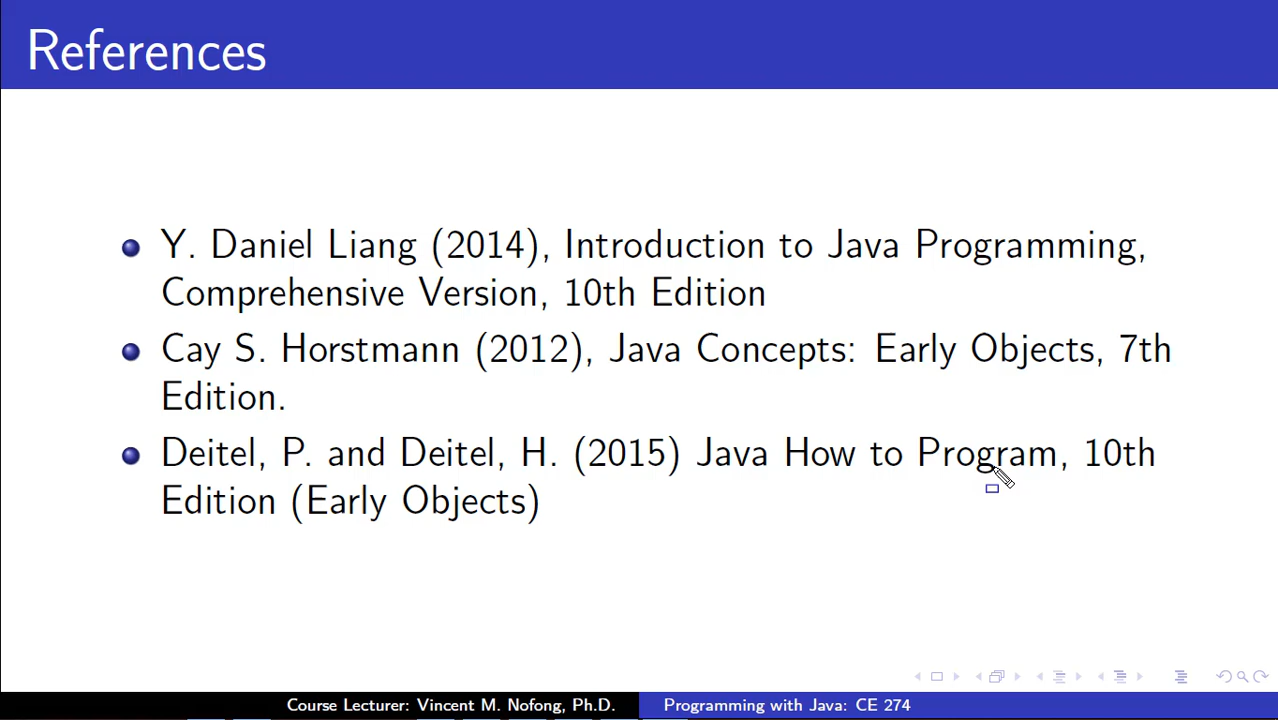 References
Y. Daniel Liang (2014), Introduction to Java Programming,
Comprehensive Version, 10th Edition
Cay S. Horstmann (2012), Java Concepts: Early Objects, 7th
Edition.
Deitel, P. and Deitel, H. (2015) Java How to Program, 10th
Edition (Early Objects)
Course Lecturer: Vincent M. Nofong, Ph.D.
Programming with Java: CE 274